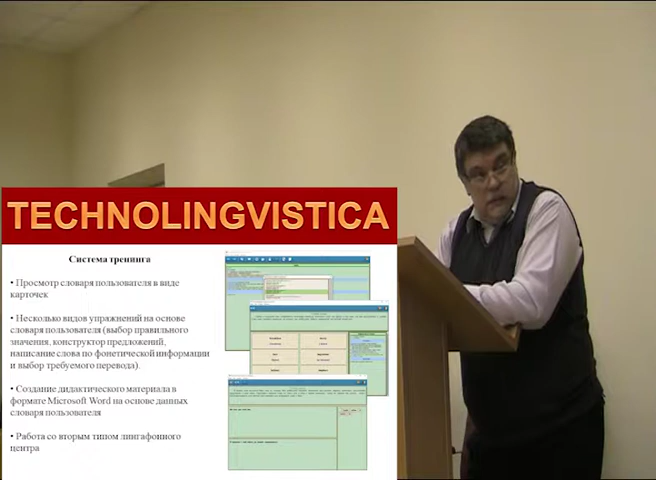 TECHNOLINGVISTICA
Система тренинга
• Просмотр словаря пользователя в виде
карточек
• Несколько видов упражнений на основе
словаря пользователя (выбор правильного
значения, конструктор предложений,
написание слова по фонетической информации
и выбор требуемого перевода).
• Создание дидактического материала в
формате Microsoft Word на основе данных
словаря пользователя
• Работа со вторым типом лингафонного
центра